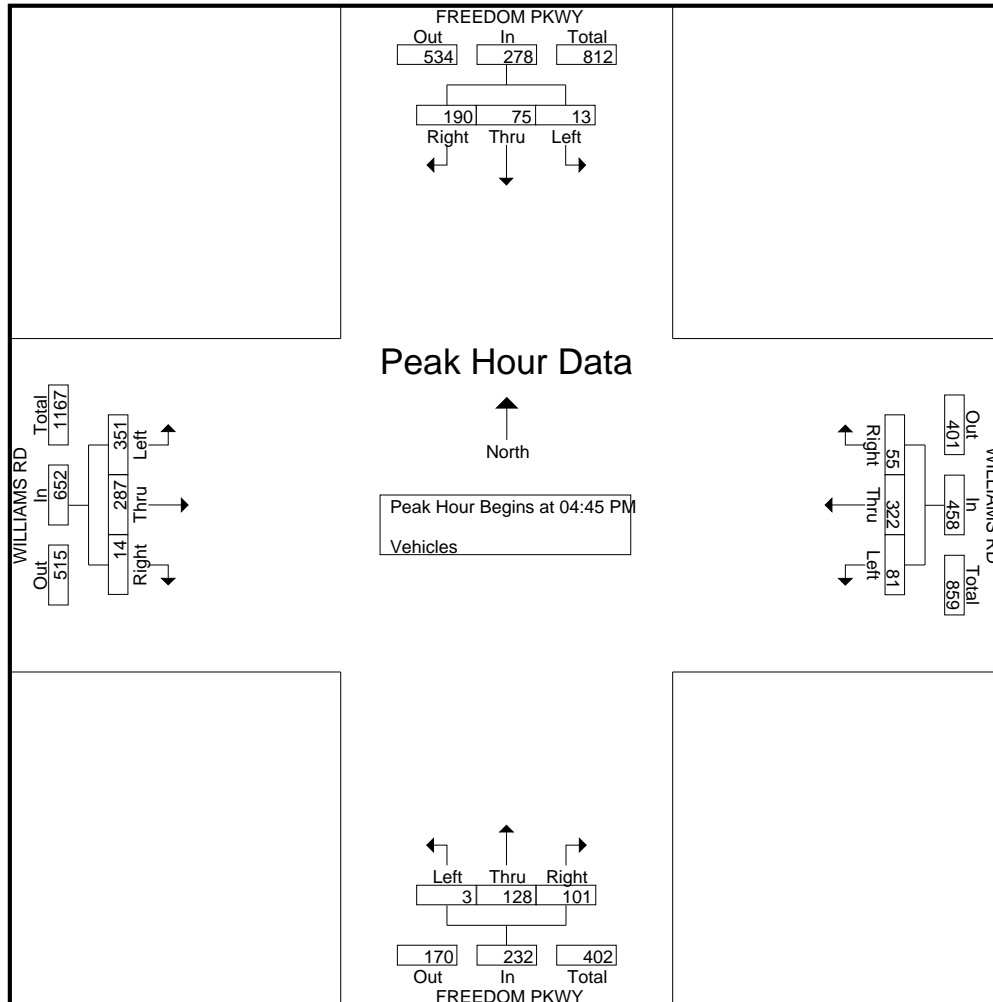 FREEDOM PKWY
Out In Total
534 278 812
190 75 13
Right Thru Left
Peak Hour Data
North
Peak Hour Begins at 04:45 PM
Vehicles
WILLIAMS RD
Out In Total
515 652 1167
351 287 14
Left Thru Right
WILLIAMS RD
Out In Total
401 458 859
55 322 81
Right Thru Left
Left Thru Right
3 128 101
170 232 402
Out In Total
FREEDOM PKWY